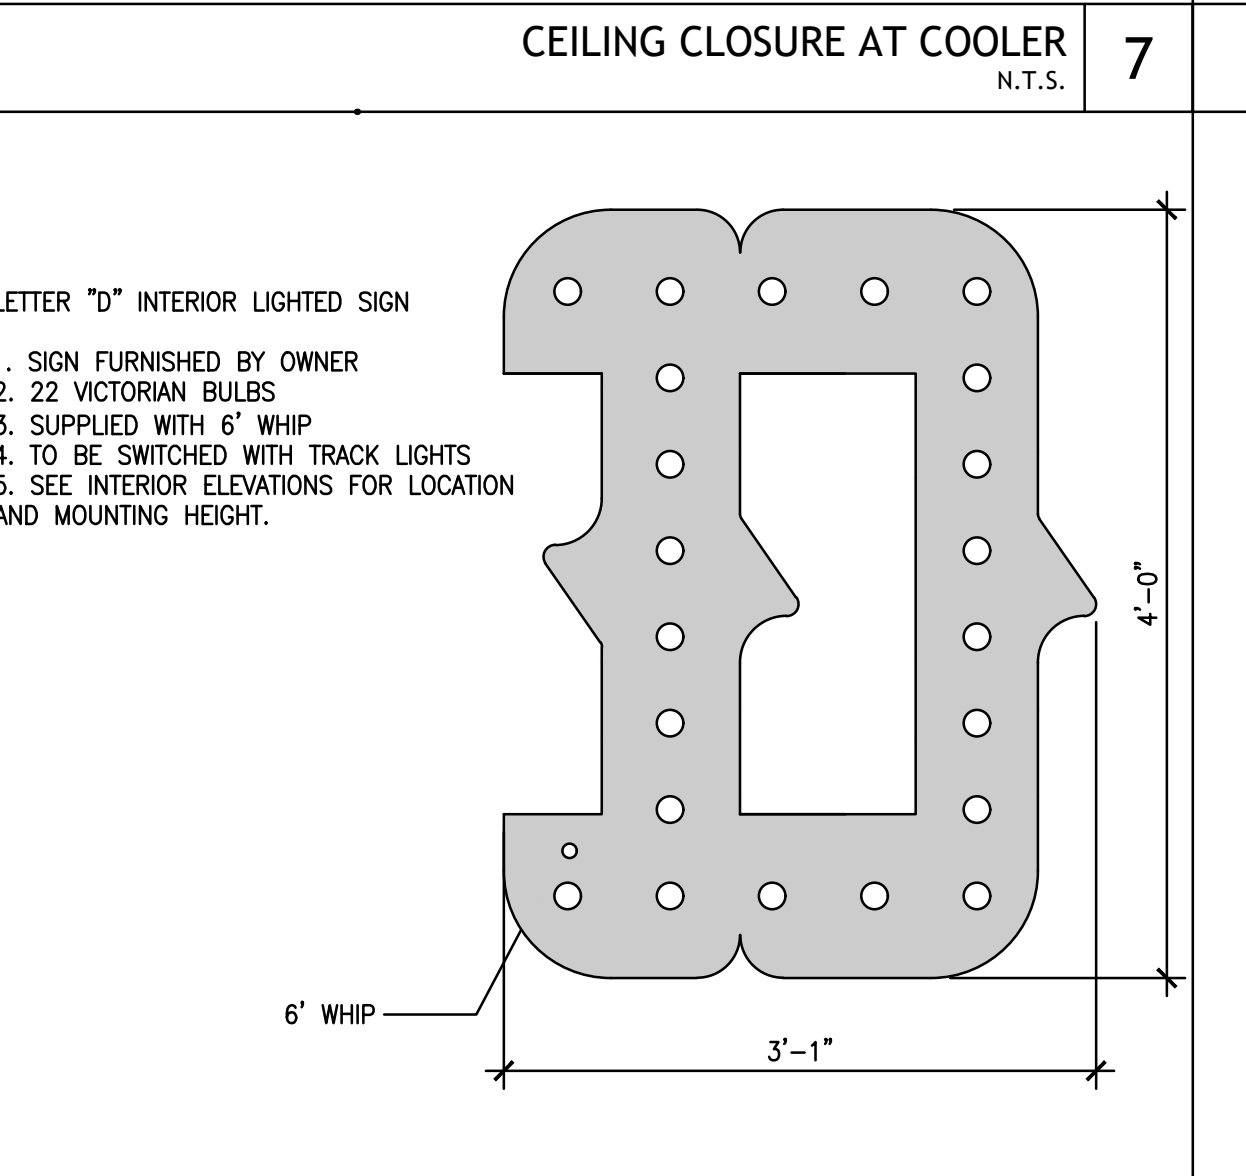 CEILING CLOSURE AT COOLER
N.T.S.
7
LETTER "D" INTERIOR LIGHTED SIGN
. SIGN FURNISHED BY OWNER
2. 22 VICTORIAN BULBS
3. SUPPLIED WITH 6' WHIP
4. TO BE SWITCHED WITH TRACK LIGHTS
5. SEE INTERIOR ELEVATIONS FOR LOCATION
AND MOUNTING HEIGHT.
4'-0"
6' WHIP
3'-1"